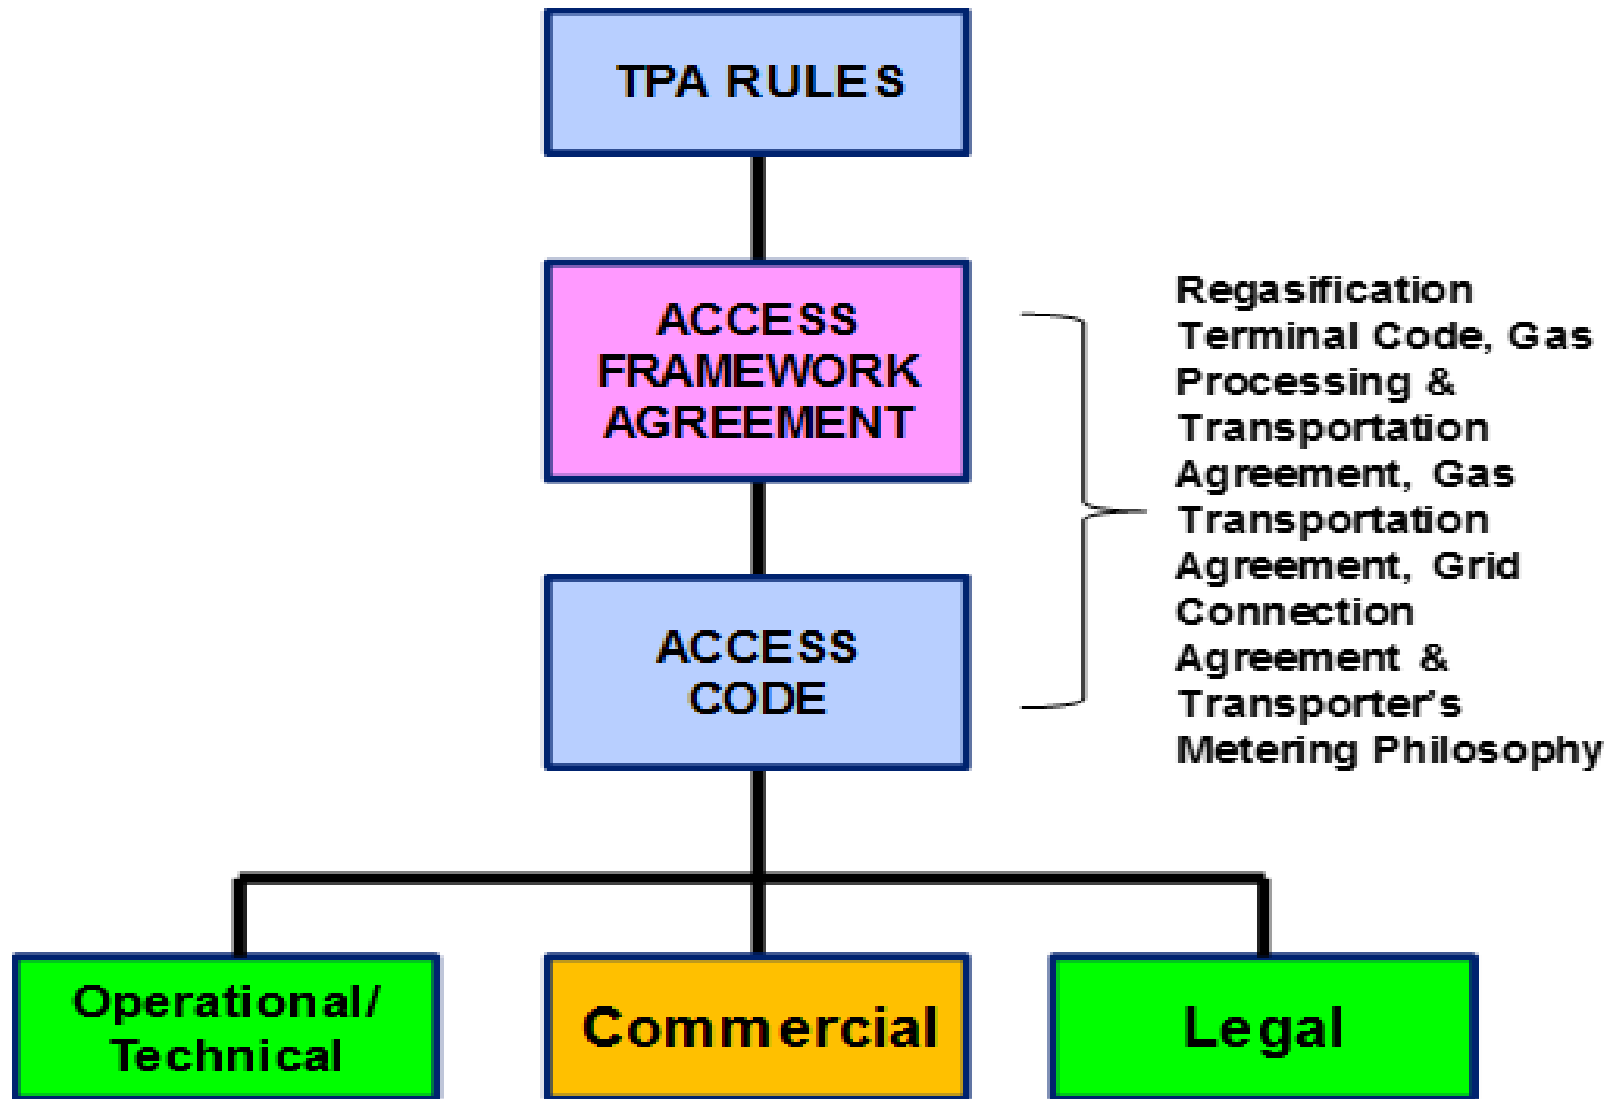 TPA RULES
ACCESS
FRAMEWORK
AGREEMENT
Regasification
Terminal Code, Gas
Processing &
Transportation
Agreement, Gas
Transportation
Agreement, Grid
Connection
Agreement &
Transporter's
Metering Philosophy
ACCESS
CODE
Operational/
Technical
Commercial
Legal